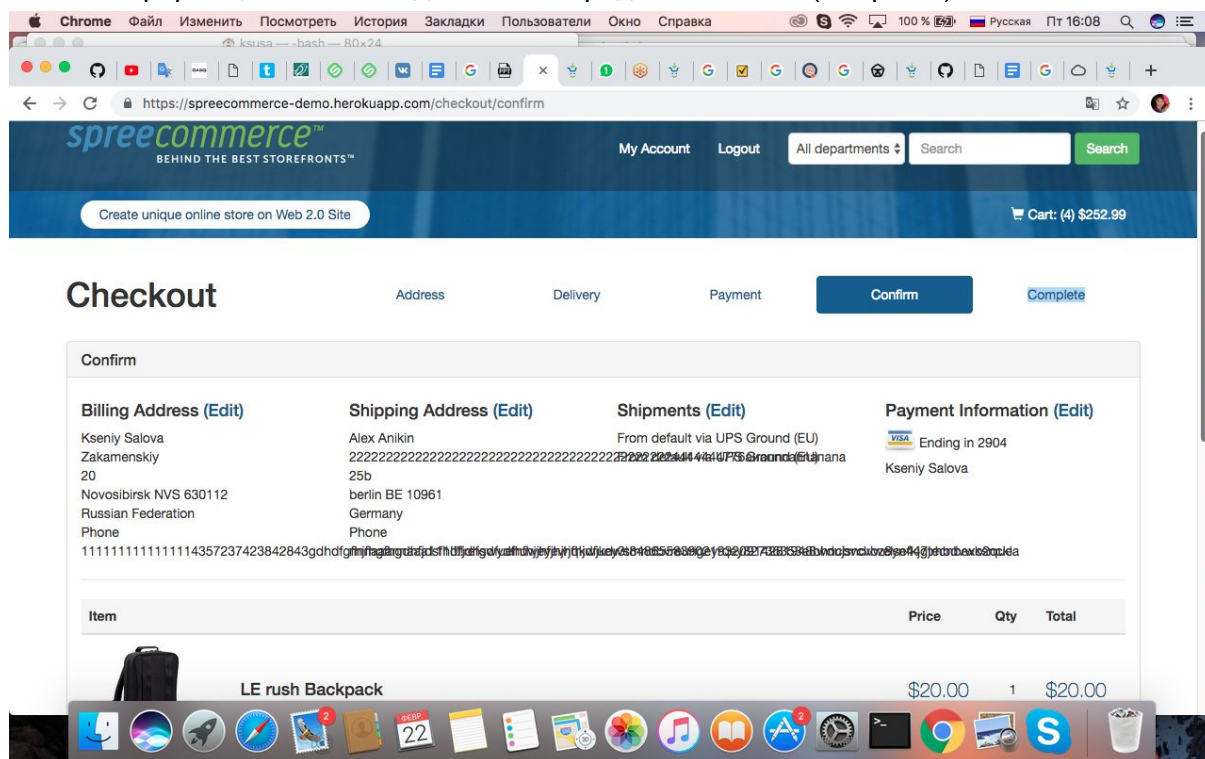 Chrome Файл Изменить Посмотреть История Закладки Пользователи Окно Справка 100 % Русская Пт 16:08
ksusa — -bash — 80×24
https://spreecommerce-demo.herokuapp.com/checkout/confirm
spreecommerce™
BEHIND THE BEST STOREFRONTS™
My Account Logout All departments Search Search
Create unique online store on Web 2.0 Site
Cart: (4) $252.99
Checkout
Address Delivery Payment Confirm Complete
Confirm
Billing Address (Edit)
Kseniy Salova
Zakamenskiy
20
Novosibirsk NVS 630112
Russian Federation
Phone
Shipping Address (Edit)
Alex Anikin
25b
berlin BE 10961
Germany
Phone
Shipments (Edit)
From default via UPS Ground (EU)
Payment Information (Edit)
VISA Ending in 2904
Kseniy Salova
Item Price Qty Total
LE rush Backpack $20.00 1 $20.00
ФЕВР
22
2
2